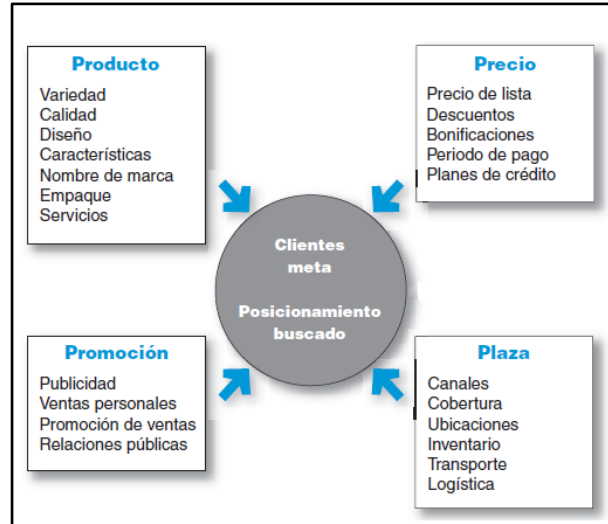 Producto
Variedad
Calidad
Diseño
Características
Nombre de marca
Empaque
Servicios
Precio
Precio de lista
Descuentos
Bonificaciones
Periodo de pago
Planes de crédito
Clientes
meta
Posicionamiento
buscado
Promoción
Publicidad
Ventas personales
Promoción de ventas
Relaciones públicas
Plaza
Canales
Cobertura
Ubicaciones
Inventario
Transporte
Logística